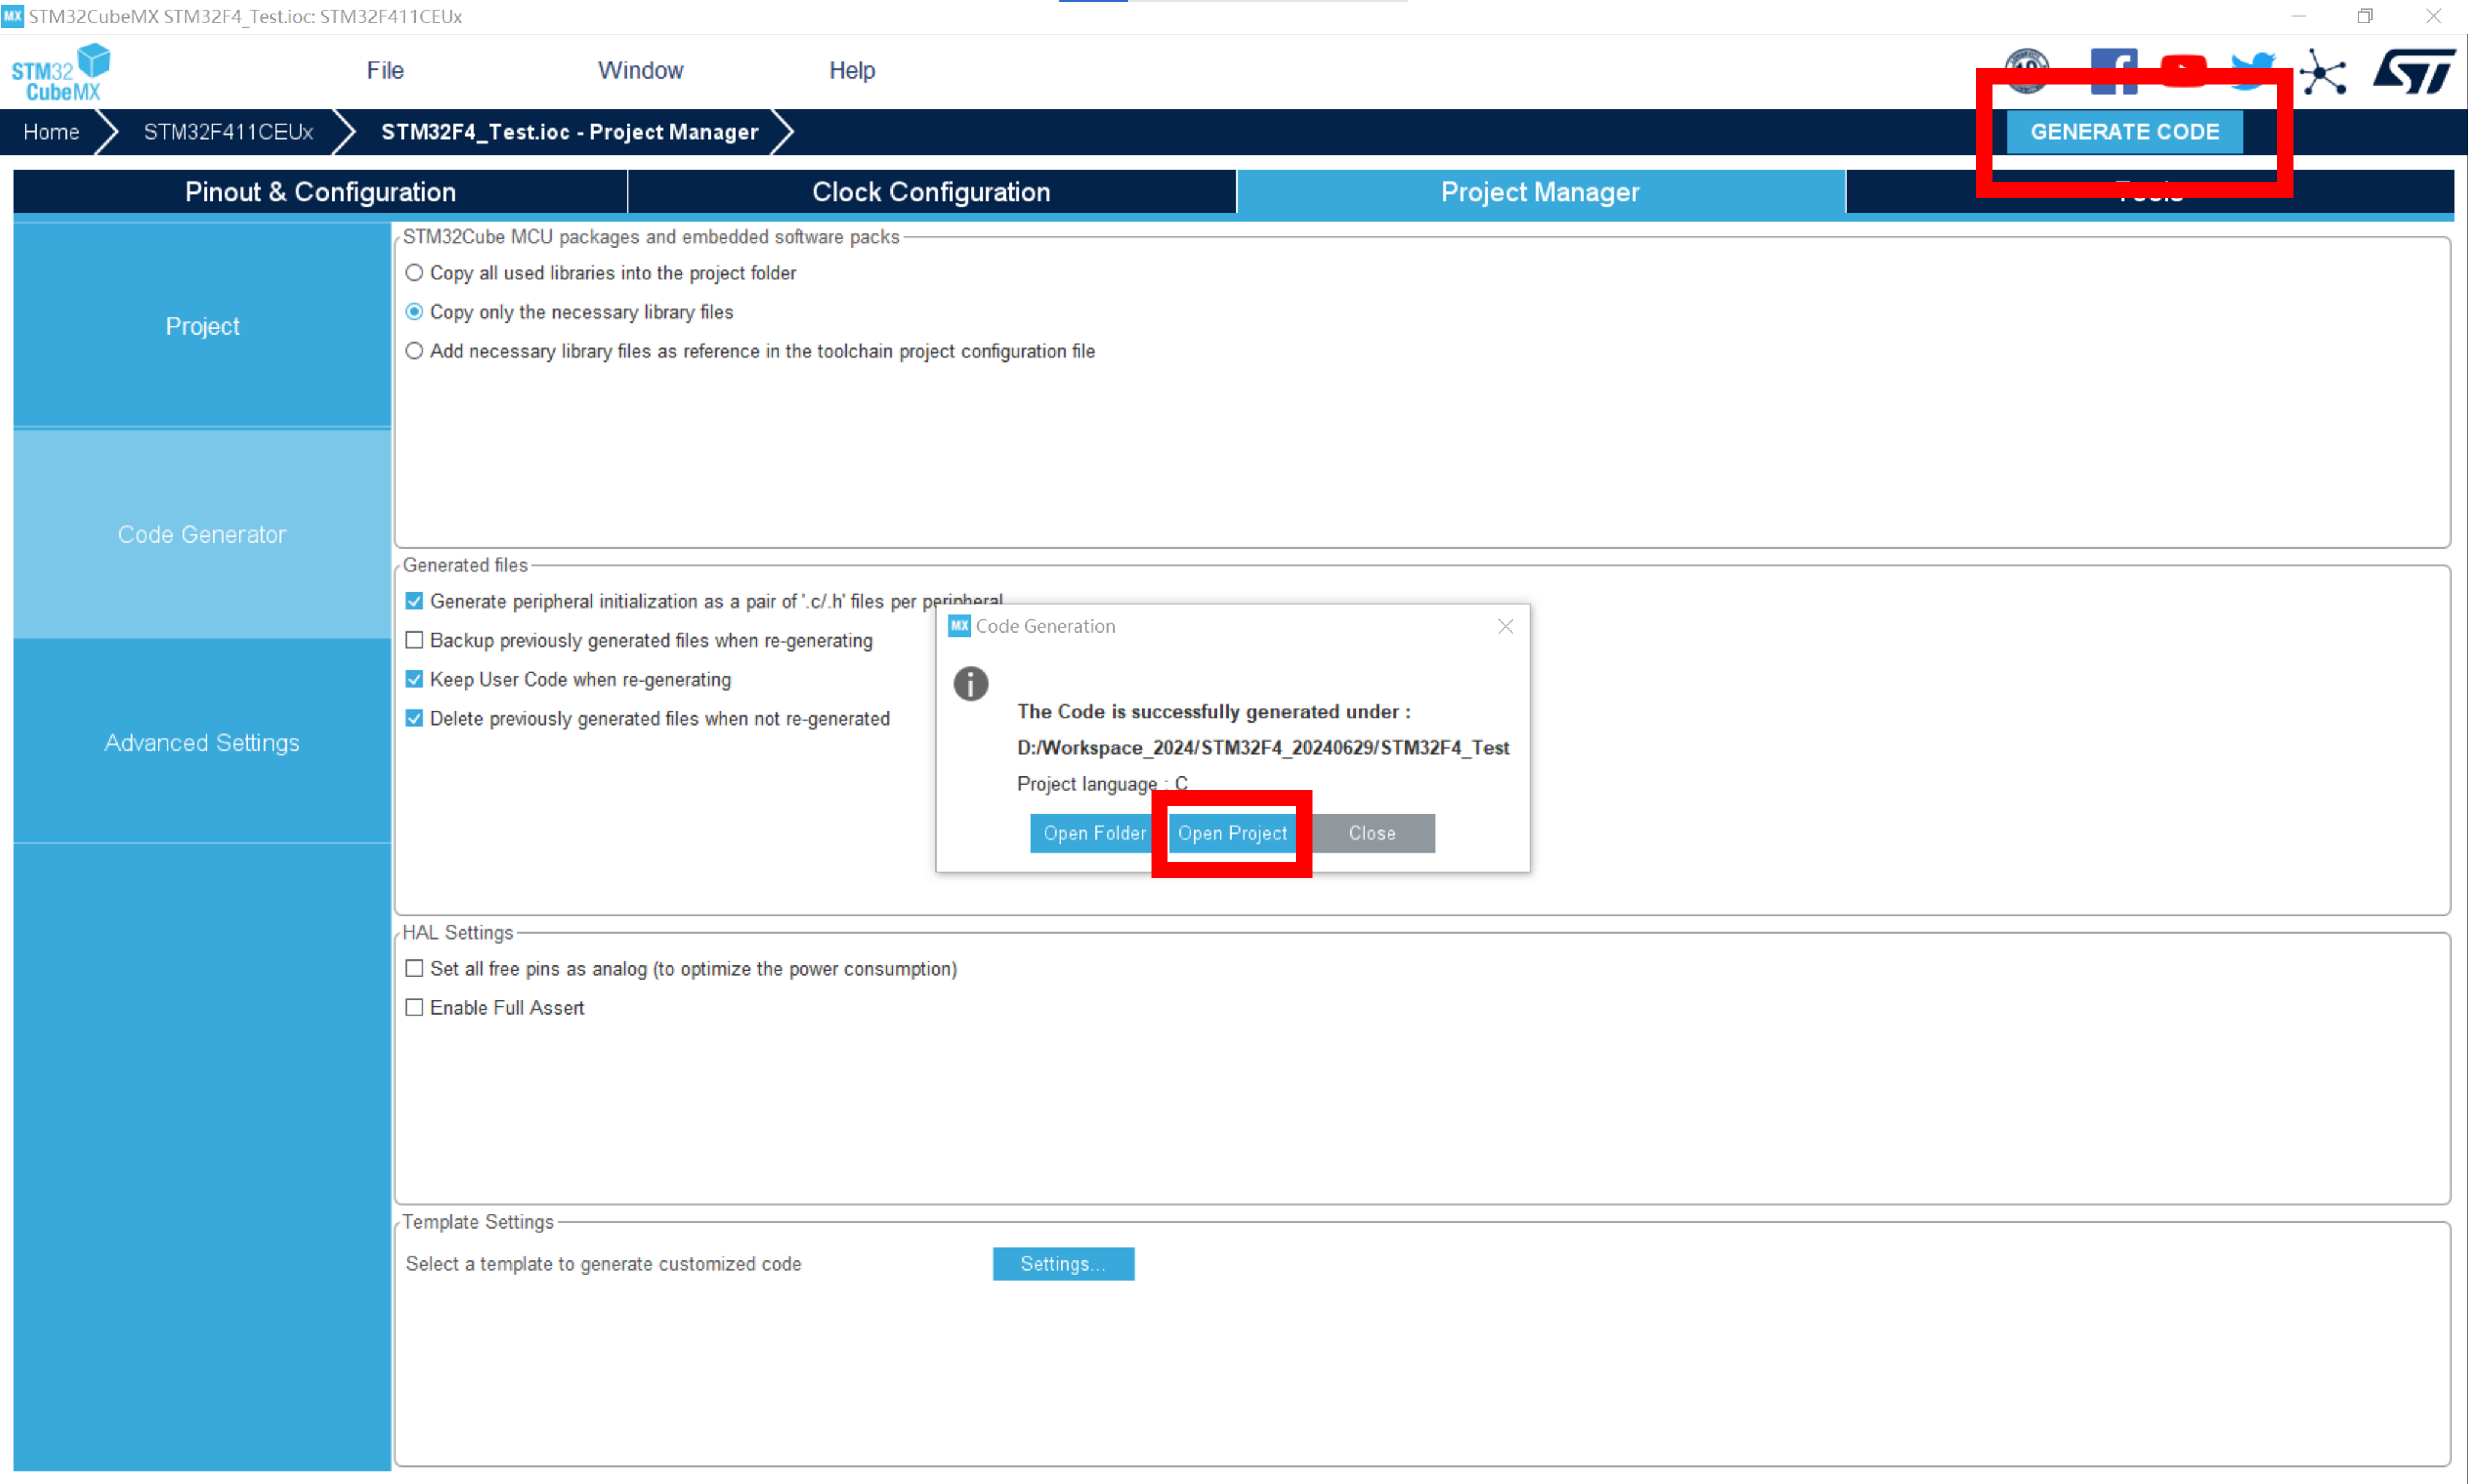 MX STM32CubeMX STM32F4_Test.ioc: STM32F411CEUx
STM32
CubeMX
File Window Help
Home STM32F411CEUx STM32F4_Test.ioc - Project Manager GENERATE CODE
Pinout & Configuration Clock Configuration Project Manager Tools
Project
Code Generator
Advanced Settings
STM32Cube MCU packages and embedded software packs
Copy all used libraries into the project folder
Copy only the necessary library files
Add necessary library files as reference in the toolchain project configuration file
Generated files
Generate peripheral initialization as a pair of '.c/.h' files per peripheral
Backup previously generated files when re-generating
Keep User Code when re-generating
Delete previously generated files when not re-generated
MX Code Generation
The Code is successfully generated under :
D:/Workspace_2024/STM32F4_20240629/STM32F4_Test
Project language : C
Open Folder Open Project Close
HAL Settings
Set all free pins as analog (to optimize the power consumption)
Enable Full Assert
Template Settings
Select a template to generate customized code Settings...